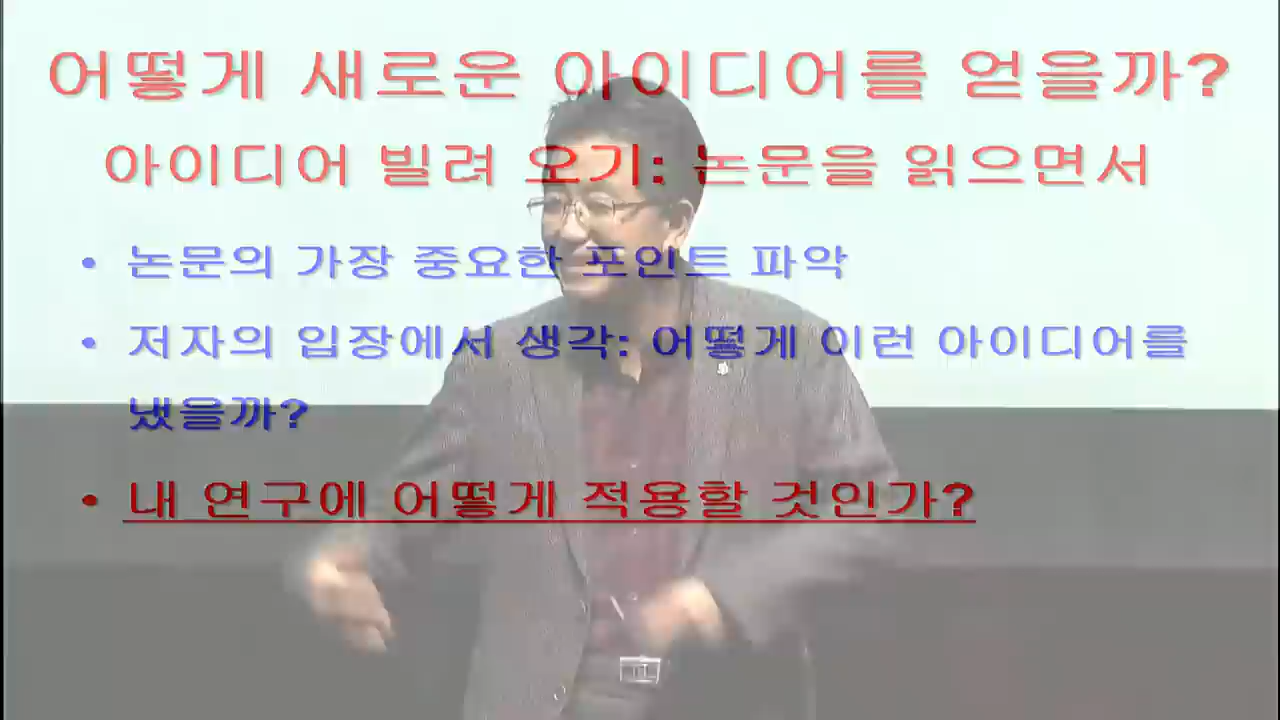 어떻게 새로운 아이디어를 얻을까?
아이디어 빌려 오기: 논문을 읽으면서
• 논문의 가장 중요한 포인트 파악
• 저자의 입장에서 생각: 어떻게 이런 아이디어를
냈을까?
• 내 연구에 어떻게 적용할 것인가?